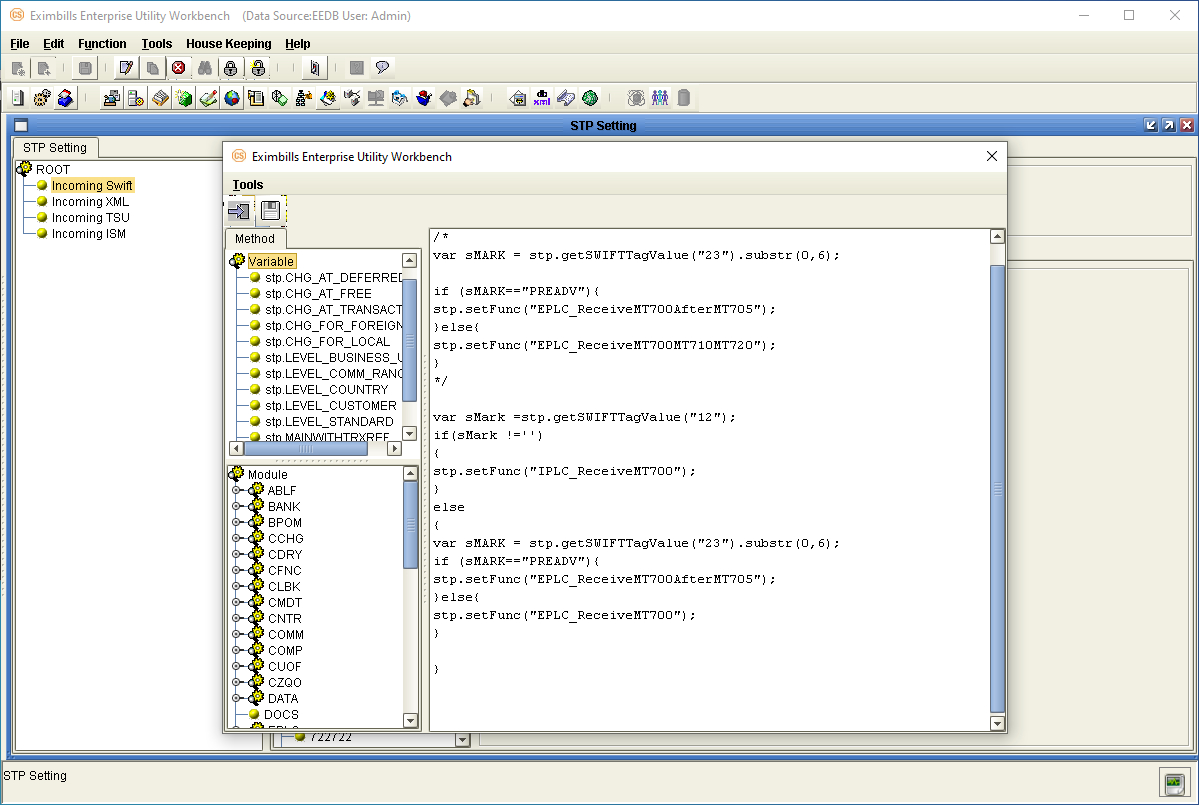 Eximbills Enterprise Utility Workbench (Data Source:EEDB User: Admin)
File Edit Function Tools House Keeping Help
STP Setting
STP Setting
ROOT
Incoming Swift
Incoming XML
Incoming TSU
Incoming ISM
CS Eximbills Enterprise Utility Workbench
Tools
Method
Variable
stp.CHG_AT_DEFERRED
stp.CHG_AT_FREE
stp.CHG_AT_TRANSACT
stp.CHG_FOR_FOREIGN
stp.CHG_FOR_LOCAL
stp.LEVEL_BUSINESS_U
stp.LEVEL_COMM_RANG
stp.LEVEL_COUNTRY
stp.LEVEL_CUSTOMER
stp.LEVEL_STANDARD
stp.MAINWITHTRXREF
Module
ABLF
BANK
BPOM
CCHG
CDRY
CFNC
CLBK
CMDT
CNTR
COMM
COMP
CUOF
CZQO
DATA
DOCS
/*
var sMARK = stp.getSWIFTTagValue("23").substr(0,6);
if (sMARK=="PREADV"){
stp.setFunc("EPLC_ReceiveMT700AfterMT705");
}else{
stp.setFunc("EPLC_ReceiveMT700MT710MT720");
}
*/
var sMark =stp.getSWIFTTagValue("12");
if(sMark !='')
{
stp.setFunc("IPLC_ReceiveMT700");
}
else
{
var sMARK = stp.getSWIFTTagValue("23").substr(0,6);
if (sMARK=="PREADV"){
stp.setFunc("EPLC_ReceiveMT700AfterMT705");
}else{
stp.setFunc("EPLC_ReceiveMT700");
}
}
722722
STP Setting